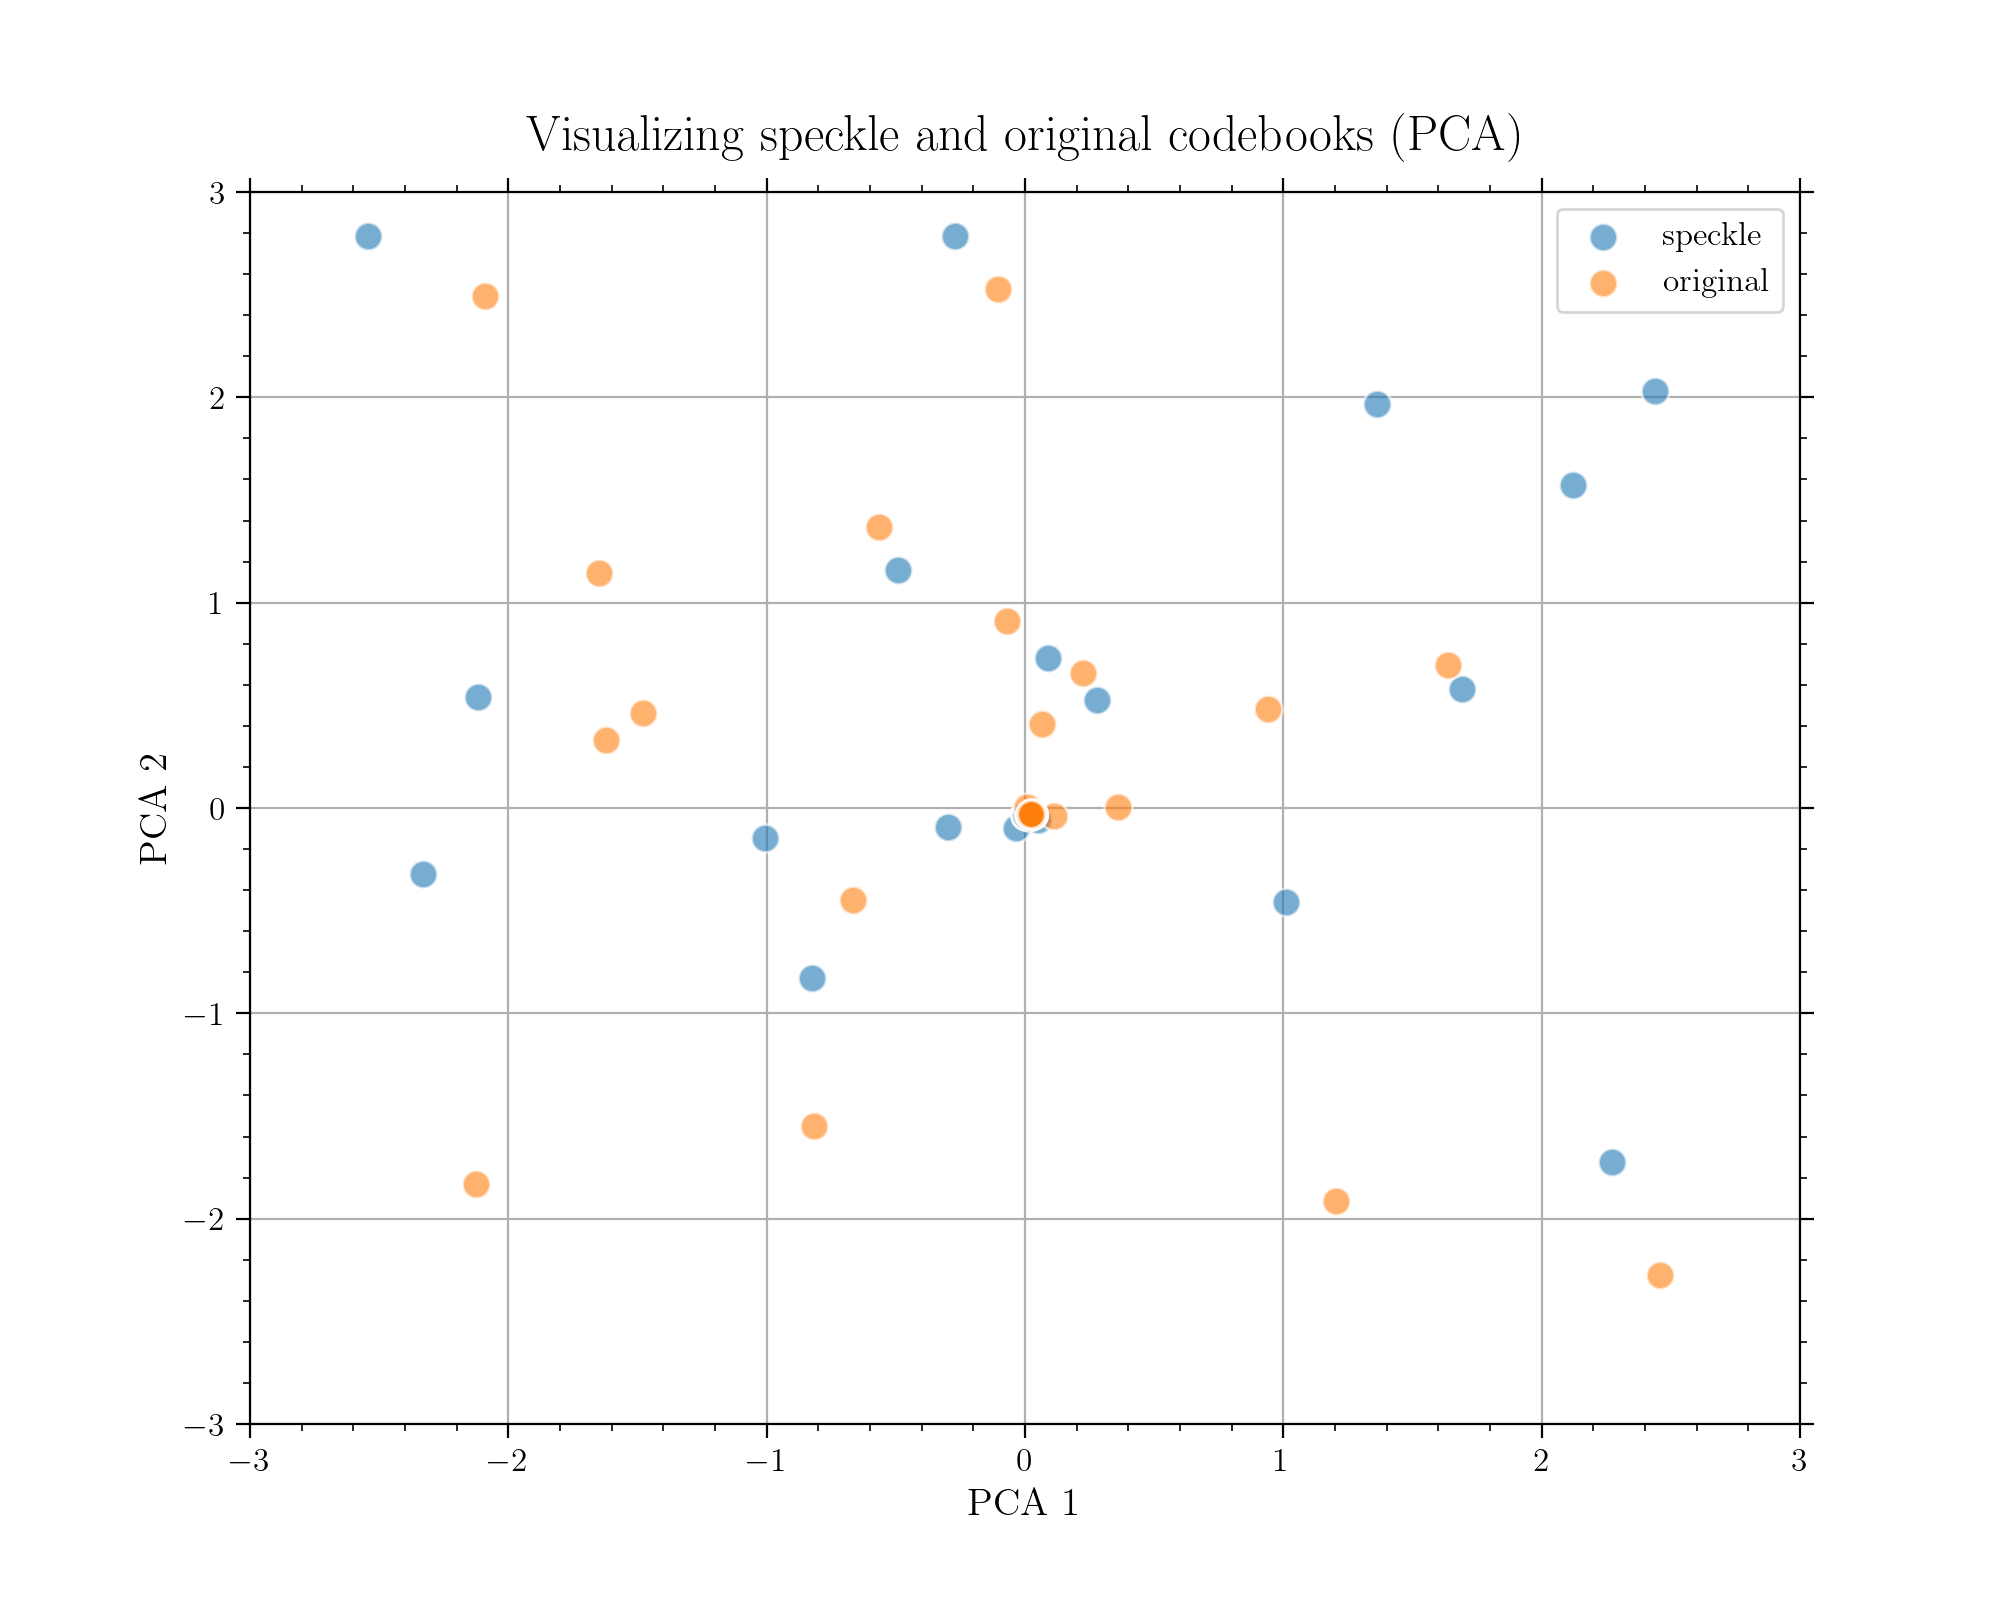 Visualizing speckle and original codebooks (PCA)
speckle
original
3
2
1
0
−1
−2
−3
PCA 2
−3 −2 −1 0 1 2 3
PCA 1